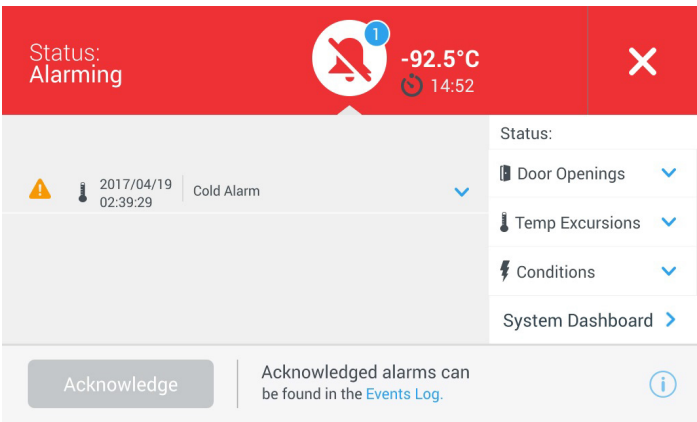 Status:
Alarming
1
-92.5°C
14:52
Status:
2017/04/19
02:39:29
Cold Alarm
Door Openings
Temp Excursions
Conditions
System Dashboard
Acknowledge
Acknowledged alarms can
be found in the Events Log.